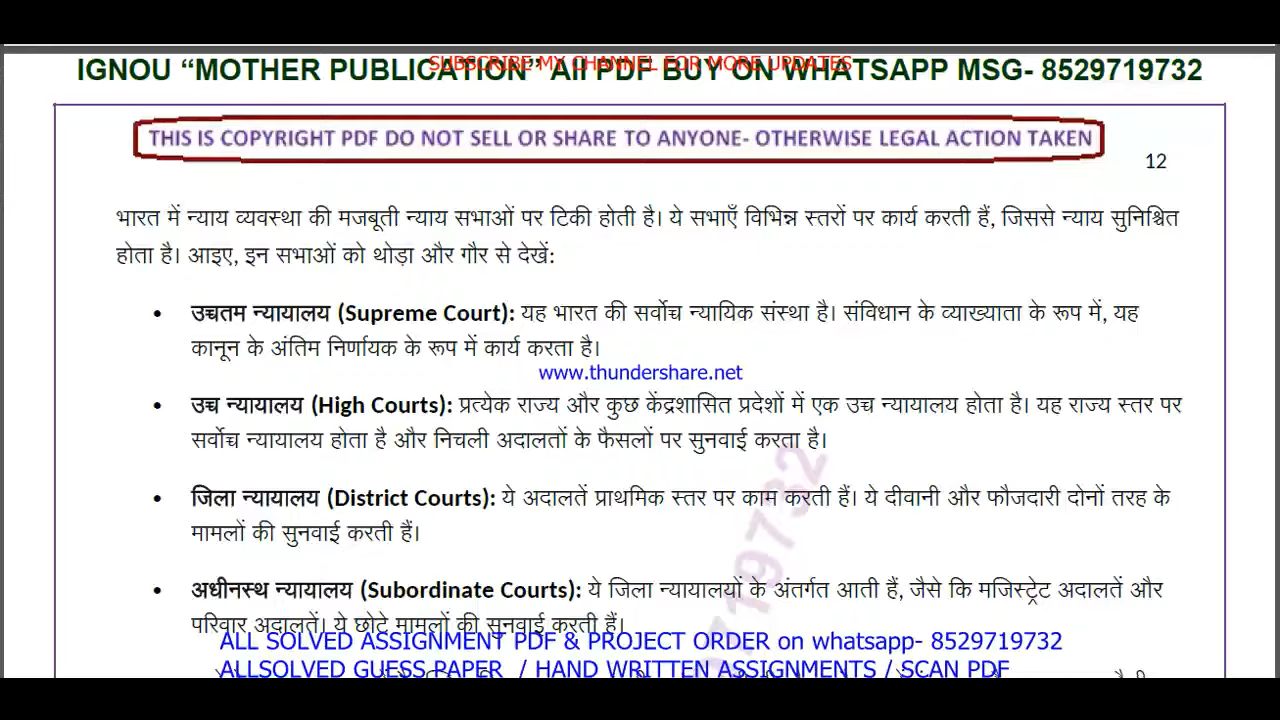 SUBSCRIBE MY CHANNEL FOR MORE UPDATES
IGNOU “MOTHER PUBLICATION” All PDF BUY ON WHATSAPP MSG- 8529719732
THIS IS COPYRIGHT PDF DO NOT SELL OR SHARE TO ANYONE- OTHERWISE LEGAL ACTION TAKEN
12
भारत में न्याय व्यवस्था की मजबूती न्याय सभाओं पर टिकी होती है। ये सभाएँ विभिन्न स्तरों पर कार्य करती हैं, जिससे न्याय सुनिश्चित
होता है। आइए, इन सभाओं को थोड़ा और गौर से देखें:
• उच्चतम न्यायालय (Supreme Court): यह भारत की सर्वोच्च न्यायिक संस्था है। संविधान के व्याख्याता के रूप में, यह
कानून के अंतिम निर्णायक के रूप में कार्य करता है।
www.thundershare.net
• उच्च न्यायालय (High Courts): प्रत्येक राज्य और कुछ केंद्रशासित प्रदेशों में एक उच्च न्यायालय होता है। यह राज्य स्तर पर
सर्वोच्च न्यायालय होता है और निचली अदालतों के फैसलों पर सुनवाई करता है।
• जिला न्यायालय (District Courts): ये अदालतें प्राथमिक स्तर पर काम करती हैं। ये दीवानी और फौजदारी दोनों तरह के
मामलों की सुनवाई करती हैं।
• अधीनस्थ न्यायालय (Subordinate Courts): ये जिला न्यायालयों के अंतर्गत आती हैं, जैसे कि मजिस्ट्रेट अदालतें और
परिवार अदालतें। ये छोटे मामलों की सुनवाई करती हैं।
ALL SOLVED ASSIGNMENT PDF & PROJECT ORDER on whatsapp- 8529719732
ALLSOLVED GUESS PAPER / HAND WRITTEN ASSIGNMENTS / SCAN PDF
719732